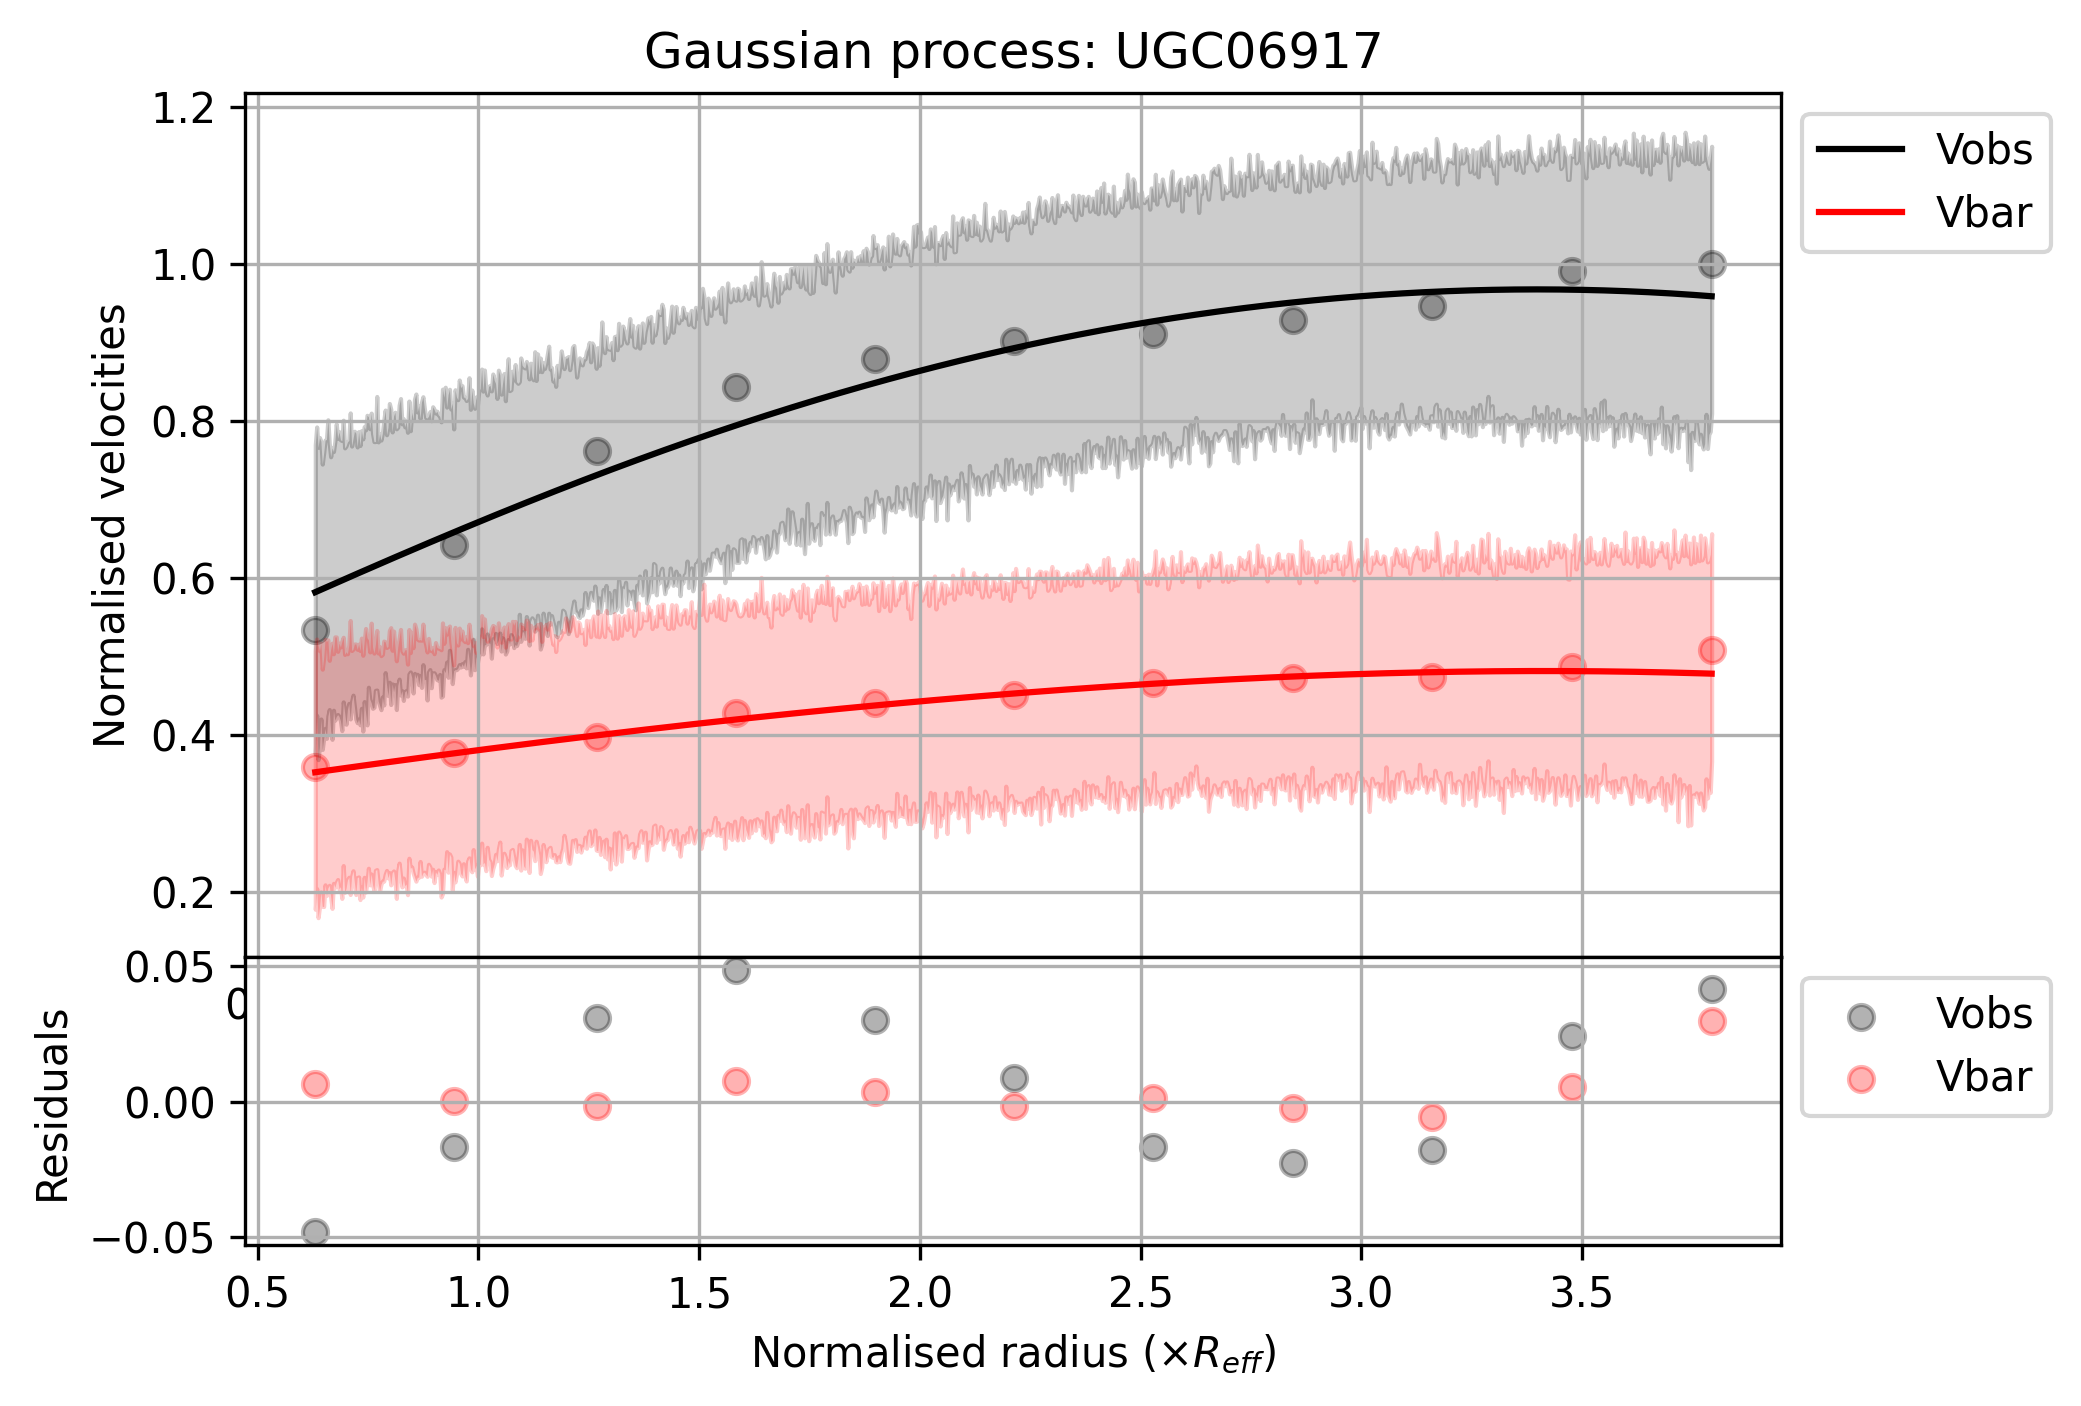 Gaussian process: UGC06917
1.2
1.0
0.8
0.6
0.4
0.2
Normalised velocities
Vobs
Vbar
0.05
0.00
−0.05
0
Residuals
Vobs
Vbar
0.5 1.0 1.5 2.0 2.5 3.0 3.5
Normalised radius (×R_eff)